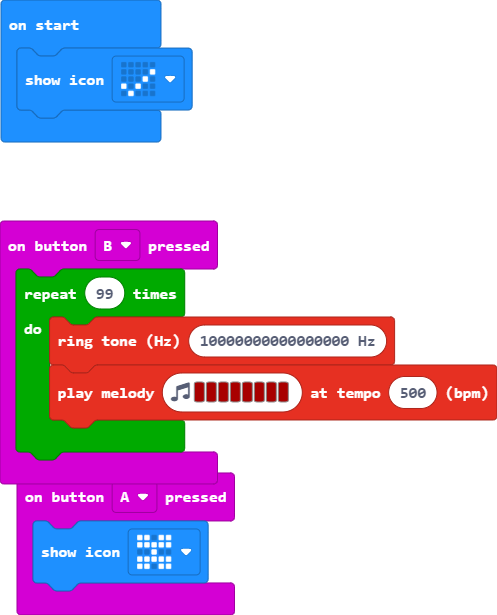 on start
show icon
on button B pressed
repeat 99 times
do
ring tone (Hz) 10000000000000000 Hz
play melody at tempo 500 (bpm)
on button A pressed
show icon